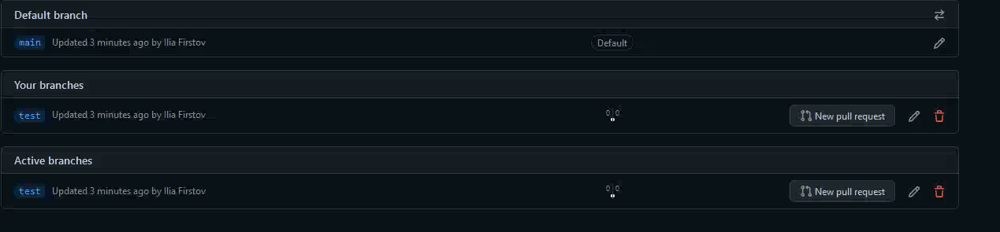 Default branch
main Updated 3 minutes ago by Ilia Firstov Default
Your branches
test Updated 3 minutes ago by Ilia Firstov 0 0 New pull request
Active branches
test Updated 3 minutes ago by Ilia Firstov 0 0 New pull request